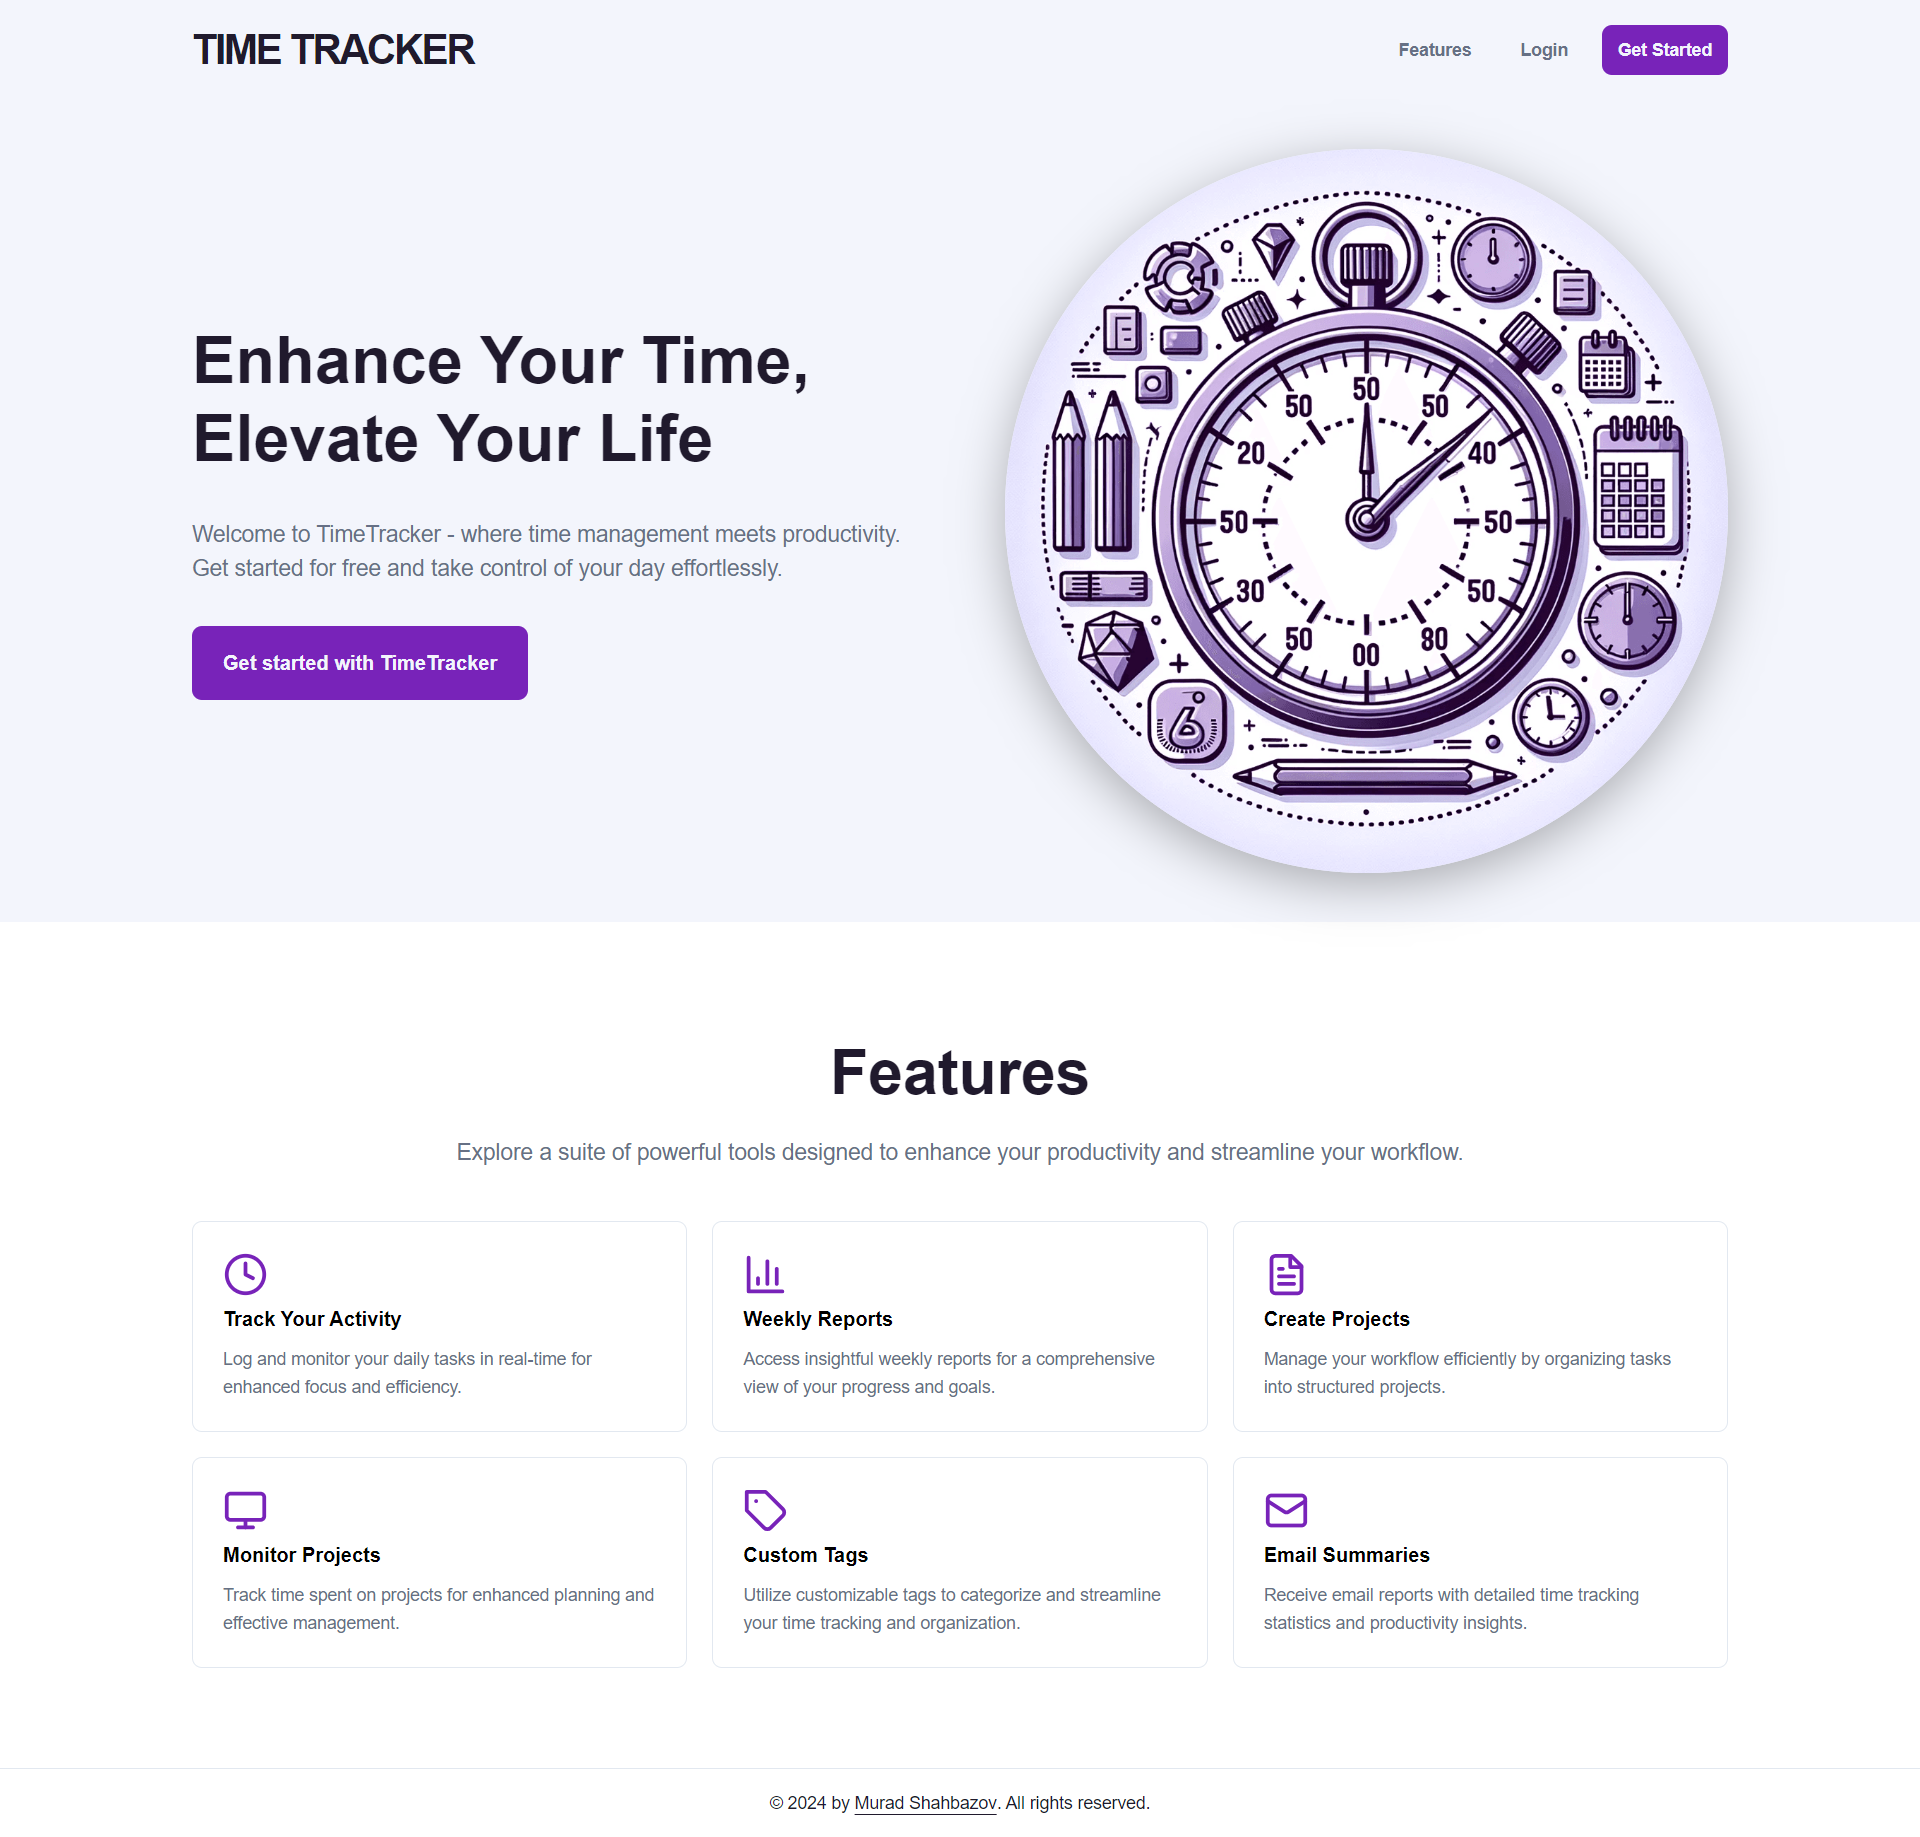 TIME TRACKER
Features
Login
Get Started
Enhance Your Time,
Elevate Your Life
Welcome to TimeTracker - where time management meets productivity.
Get started for free and take control of your day effortlessly.
Get started with TimeTracker
50
50
50
20
40
50
50
30
50
50
00
80
6
Features
Explore a suite of powerful tools designed to enhance your productivity and streamline your workflow.
Track Your Activity
Log and monitor your daily tasks in real-time for
enhanced focus and efficiency.
Weekly Reports
Access insightful weekly reports for a comprehensive
view of your progress and goals.
Create Projects
Manage your workflow efficiently by organizing tasks
into structured projects.
Monitor Projects
Track time spent on projects for enhanced planning and
effective management.
Custom Tags
Utilize customizable tags to categorize and streamline
your time tracking and organization.
Email Summaries
Receive email reports with detailed time tracking
statistics and productivity insights.
© 2024 by Murad Shahbazov. All rights reserved.